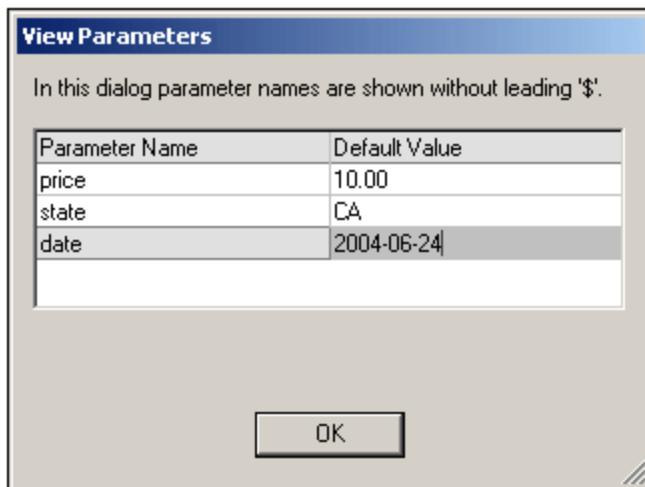 View Parameters
In this dialog parameter names are shown without leading '$'.
Parameter Name Default Value
price 10.00
state CA
date 2004-06-24
OK